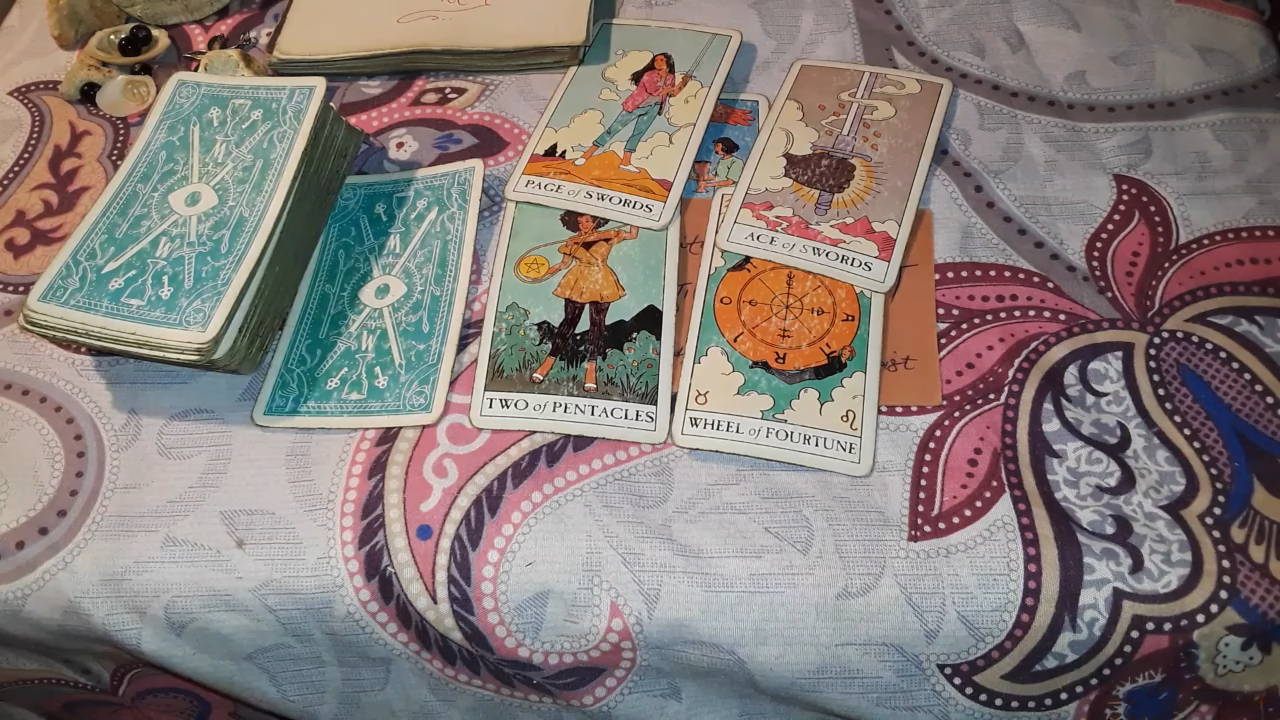 PAGE of SWORDS
ACE of SWORDS
TWO of PENTACLES
WHEEL of FOURTUNE